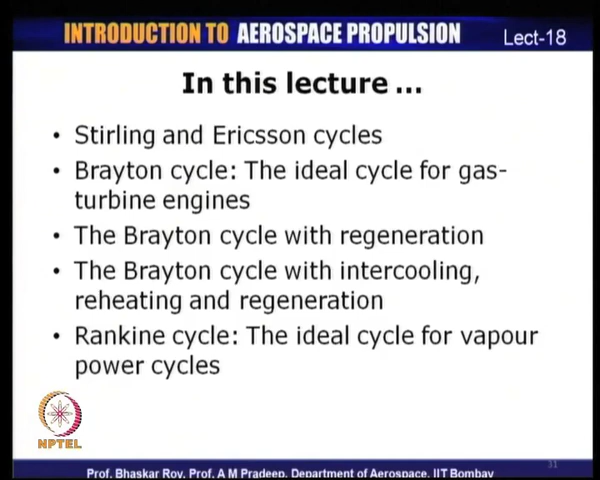 INTRODUCTION TO AEROSPACE PROPULSION
Lect-18
In this lecture ...
• Stirling and Ericsson cycles
• Brayton cycle: The ideal cycle for gas-
turbine engines
• The Brayton cycle with regeneration
• The Brayton cycle with intercooling,
reheating and regeneration
• Rankine cycle: The ideal cycle for vapour
power cycles
NPTEL
31
Prof. Bhaskar Roy, Prof. A M Pradeep, Department of Aerospace, IIT Bombay